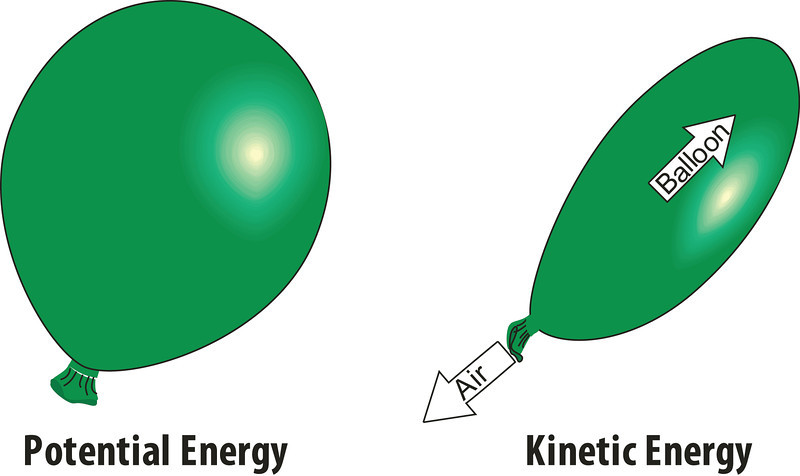 Balloon
Air
Potential Energy
Kinetic Energy